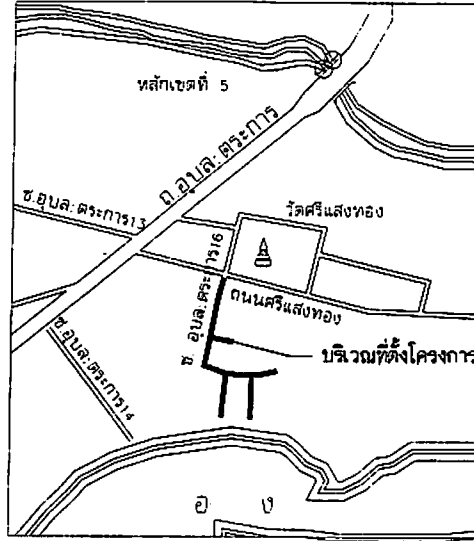 หลักเขตที่ 5
ถ.อุบล:ตระการ
ซ.อุบล:ตระการ13
วัดศรีแสงทอง
ซ. อุบล:ตระการ16
ถนนศรีแสงทอง
บริเวณที่ตั้งโครงการ
ซ.อุบล:ตระการ14
อ ง